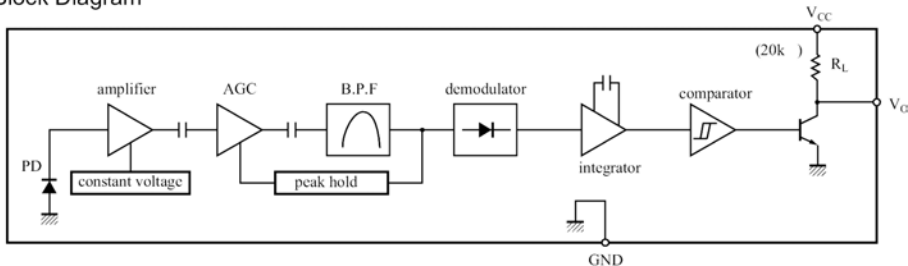 Block Diagram
VCC
(20k )
RL
amplifier
AGC
B.P.F
demodulator
comparator
VO
PD
integrator
constant voltage
peak hold
GND